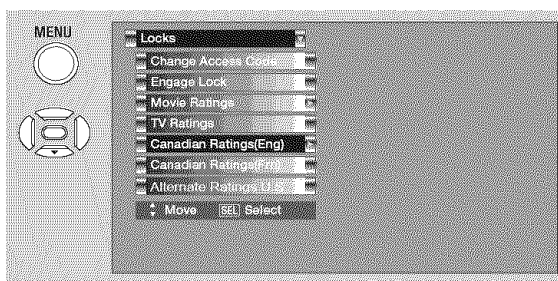 MENU
Locks
Change Access Code
Engage Lock
Movie Ratings
TV Ratings
Canadian Ratings(Eng)
Canadian Ratings(Frn)
Alternate Ratings U.S
Move SEL Select